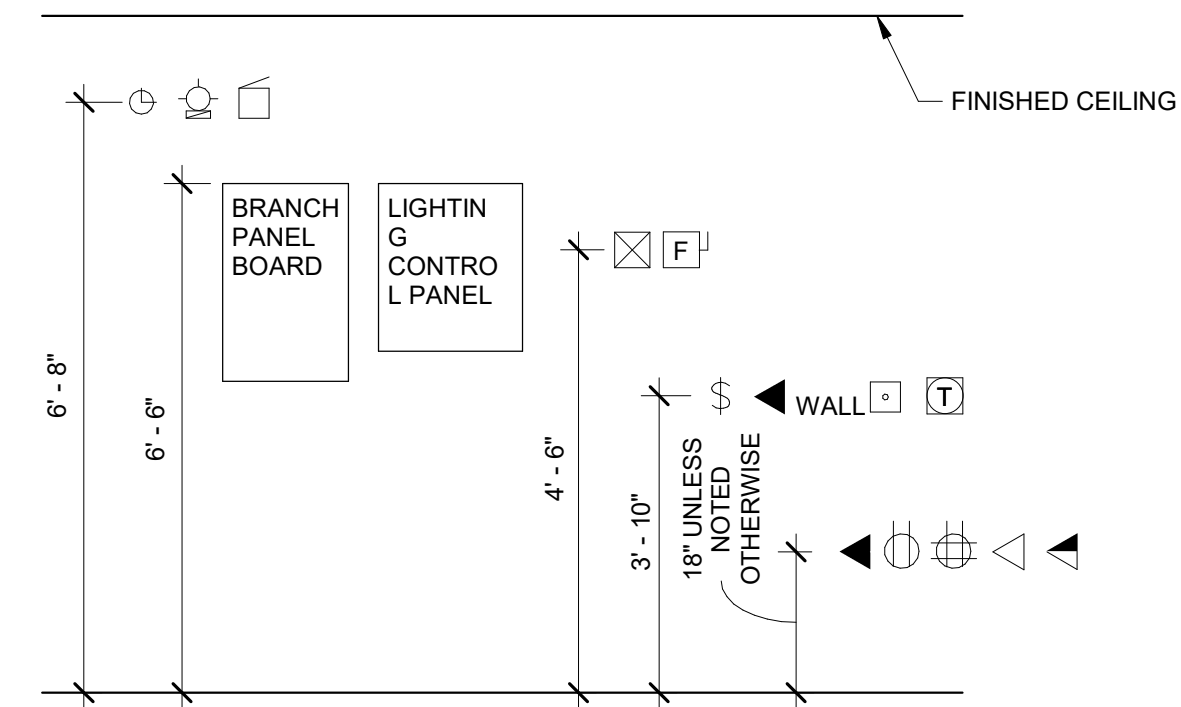 FINISHED CEILING
BRANCH
PANEL
BOARD
LIGHTIN
G
CONTRO
L PANEL
F
6' - 8"
6' - 6"
4' - 6"
3' - 10"
$
WALL
T
18" UNLESS
NOTED
OTHERWISE